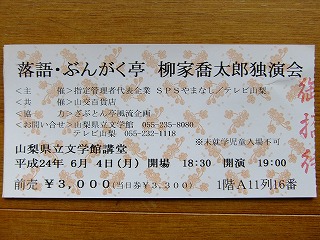 落語・ぶんがく亭 柳家喬太郎独演会
<主 催>指定管理者代表企業 SPSやまなし/テレビ山梨
<共 催>山交百貨店
<協 力>ざぶとん亭風流企画
<お問い合せ>山梨県立文学館 055-235-8080
テレビ山梨 055-232-1118
山梨県立文学館講堂
※未就学児童入場不可
平成24年 6月 4日(月) 開場 18:30 開演 19:00
前売 ¥3,000(当日券¥3,300)
1階A11列16番